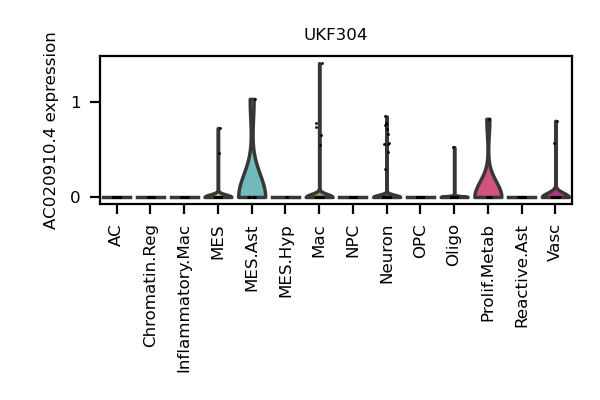 UKF304
AC020910.4 expression
1
0
AC
Chromatin.Reg
Inflammatory.Mac
MES
MES.Ast
MES.Hyp
Mac
NPC
Neuron
OPC
Oligo
Prolif.Metab
Reactive.Ast
Vasc